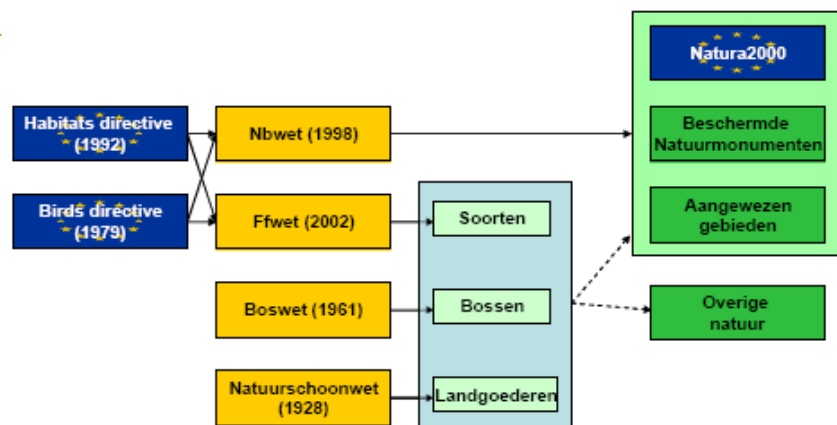 Natura2000
Habitats directive
(1992)
Nbwet (1998)
Beschermde
Natuurmonumenten
Birds directive
(1979)
Ffwet (2002)
Soorten
Aangewezen
gebieden
Boswet (1961)
Bossen
Overige
natuur
Natuurschoonwet
(1928)
Landgoederen